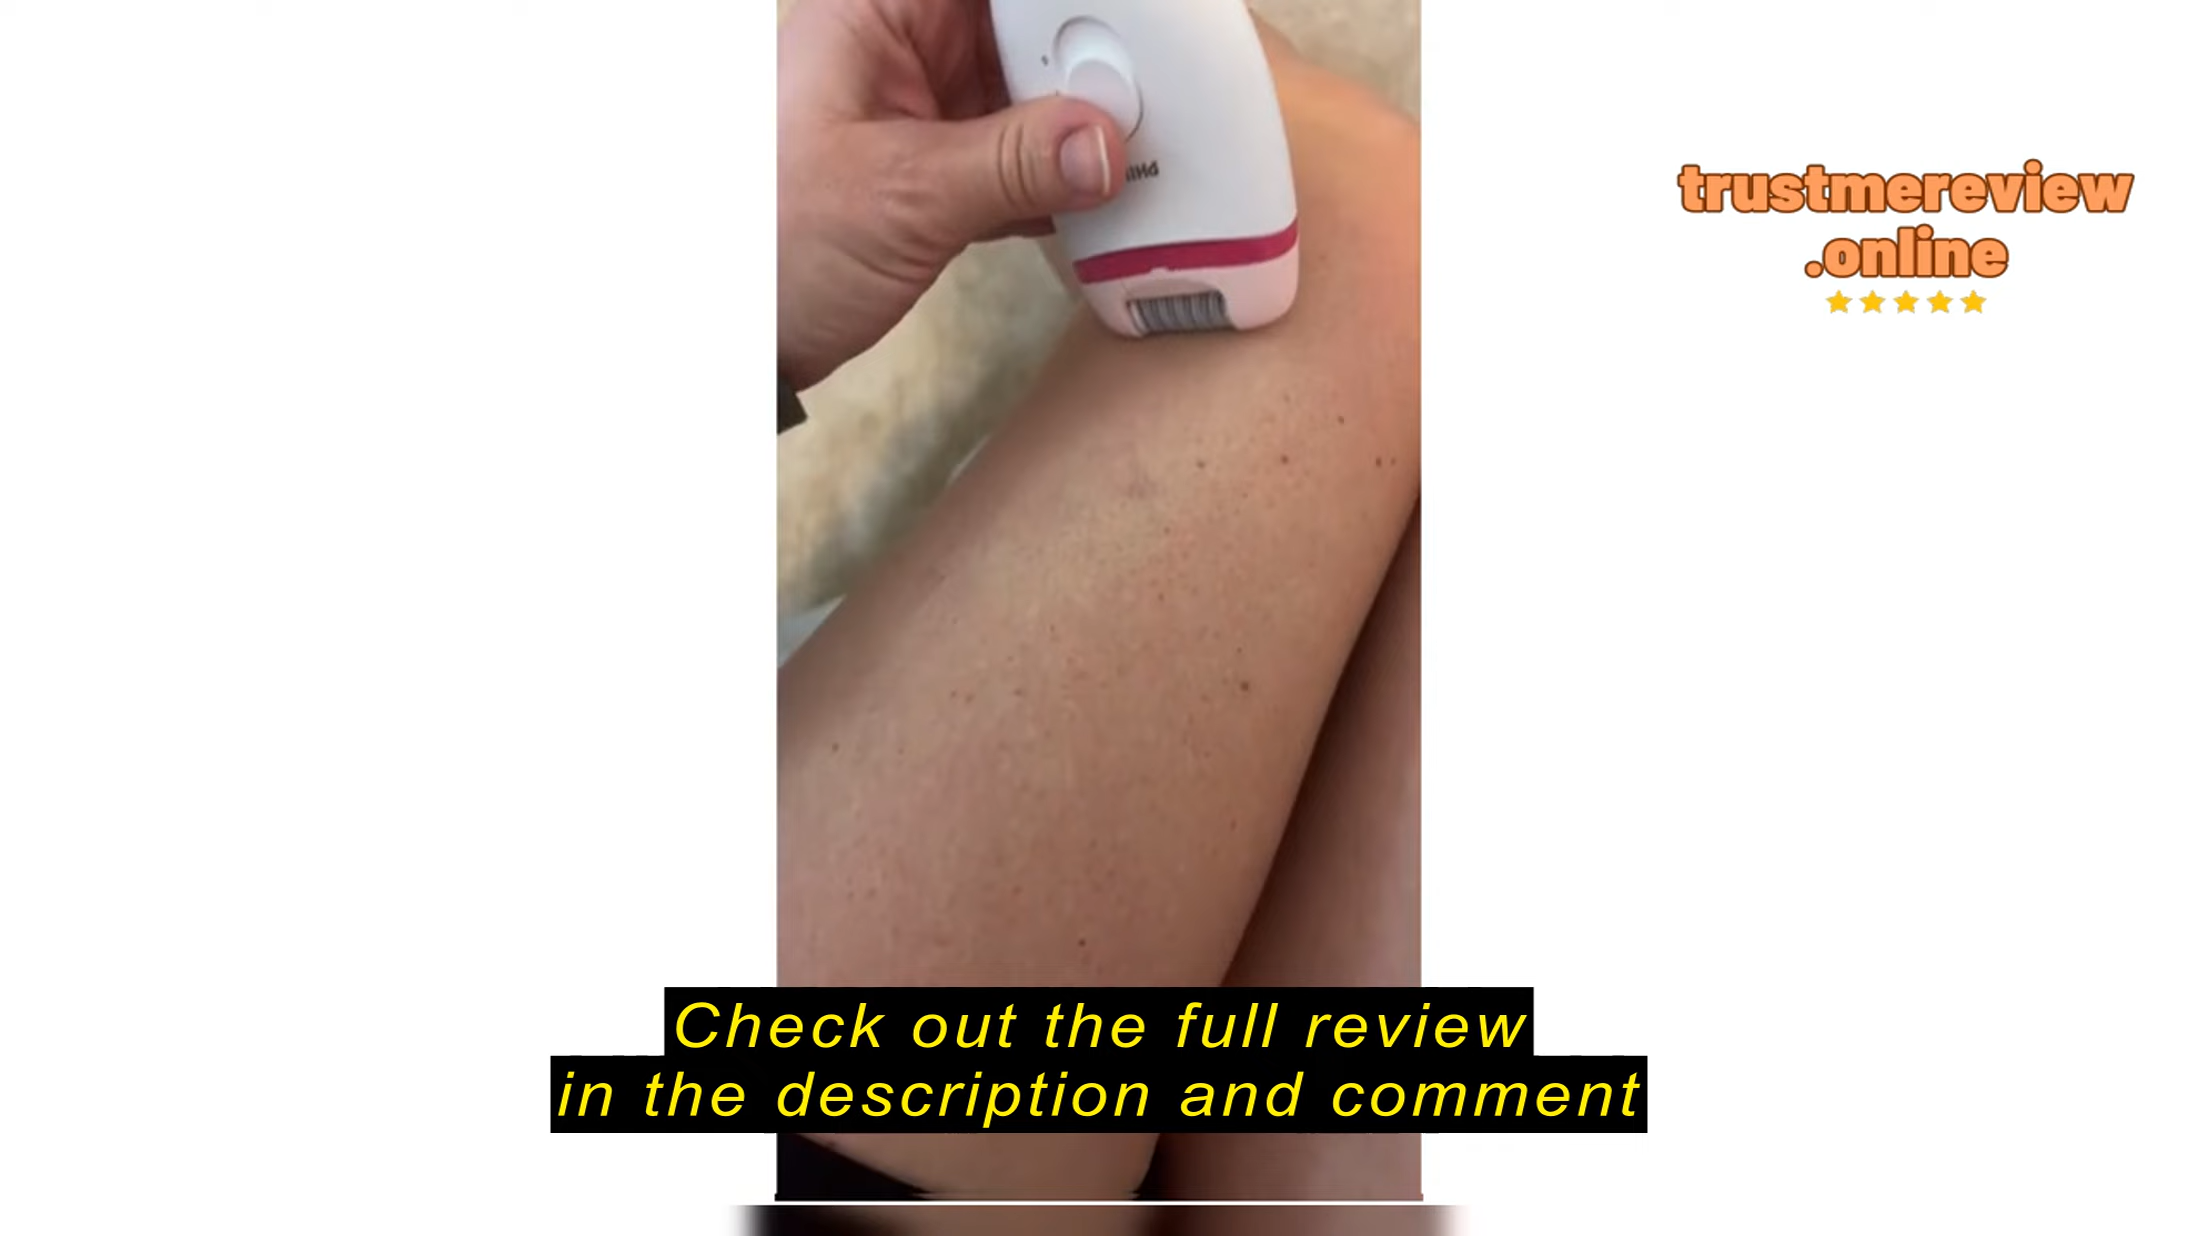 trustmereview
.online
Check out the full review
in the description and comment